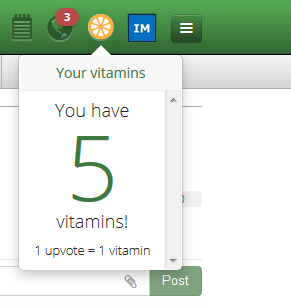 3
IM
Your vitamins
You have
5
vitamins!
1 upvote = 1 vitamin
Post